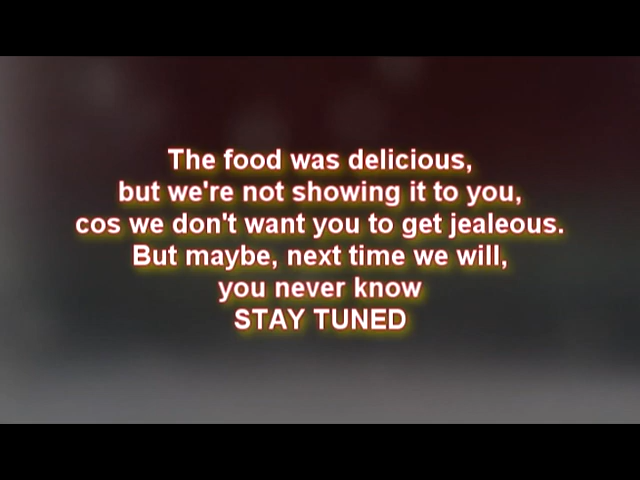 The food was delicious,
but we're not showing it to you,
cos we don't want you to get jealeous.
But maybe, next time we will,
you never know
STAY TUNED